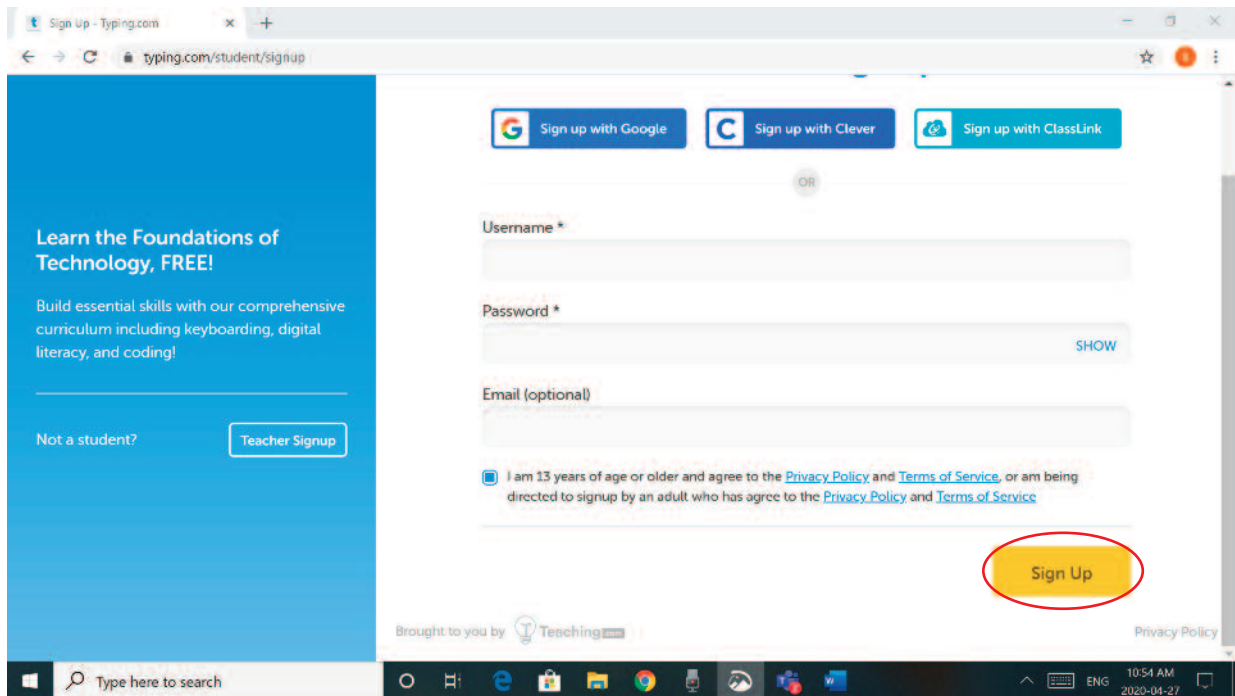 Sign Up - Typing.com
typing.com/student/signup
Sign up with Google
Sign up with Clever
Sign up with ClassLink
OR
Learn the Foundations of
Technology, FREE!
Build essential skills with our comprehensive
curriculum including keyboarding, digital
literacy, and coding!
Not a student?
Teacher Signup
Username *
Password *
SHOW
Email (optional)
I am 13 years of age or older and agree to the Privacy Policy and Terms of Service, or am being
directed to signup by an adult who has agree to the Privacy Policy and Terms of Service
Sign Up
Brought to you by Teaching.com
Privacy Policy
Type here to search
ENG
10:54 AM
2020-04-27